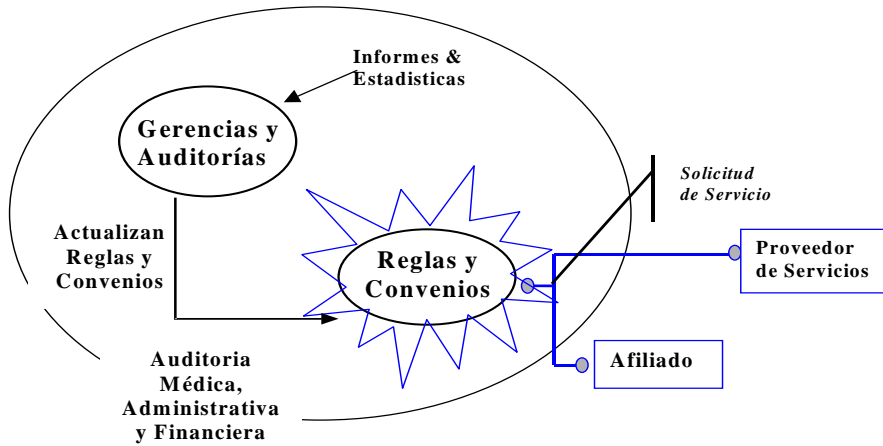 Informes &
Estadisticas
Gerencias y
Auditorías
Solicitud
de Servicio
Actualizan
Reglas y
Convenios
Reglas y
Convenios
Proveedor
de Servicios
Afiliado
Auditoria
Médica,
Administrativa
y Financiera